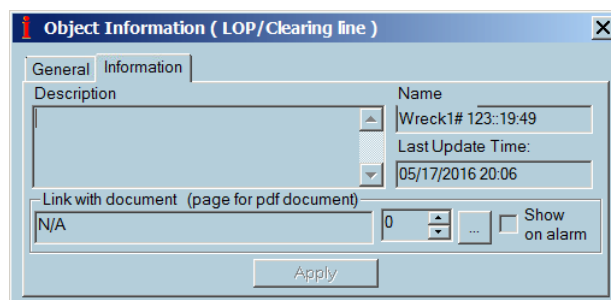 Object Information ( LOP/Clearing line )
General Information
Description
Name
Wreck1# 123::19:49
Last Update Time:
05/17/2016 20:06
Link with document (page for pdf document)
N/A
0
...
Show
on alarm
Apply